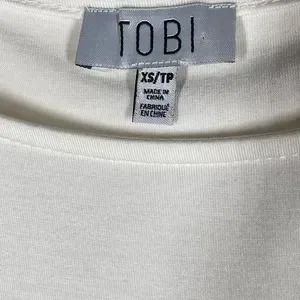 TOBI
XS/TP
MADE IN
CHINA
FABRIQUÉ
EN CHINE